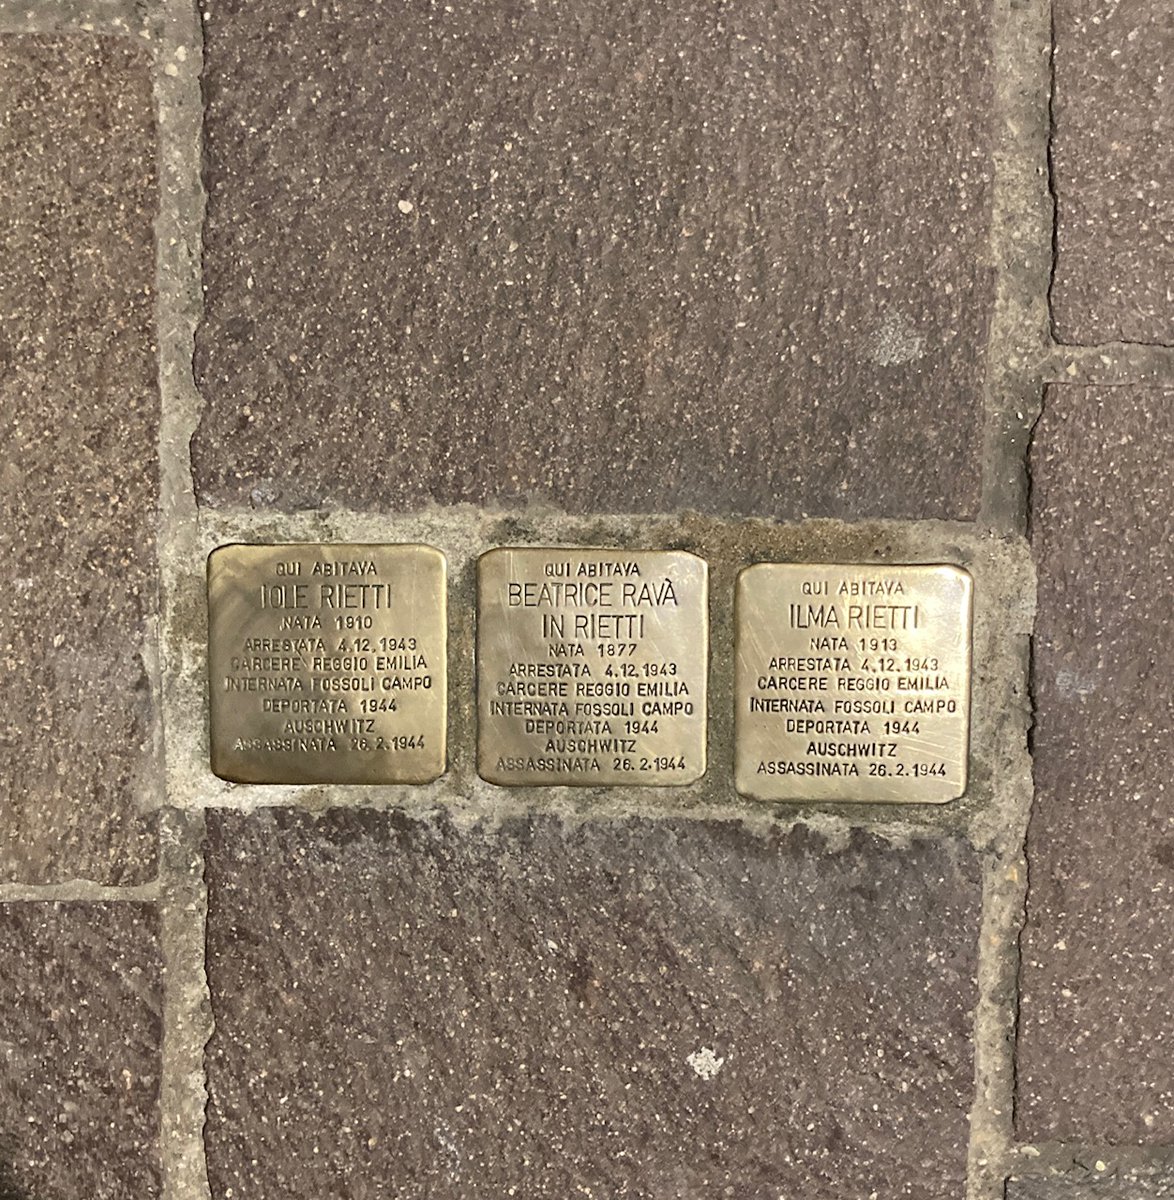 QUI ABITAVA
IOLE RIETTI
NATA 1910
ARRESTATA 4.12.1943
CARCERE REGGIO EMILIA
INTERNATA FOSSOLI CAMPO
DEPORTATA 1944
AUSCHWITZ
ASSASSINATA 26.2.1944
QUI ABITAVA
BEATRICE RAVÀ
IN RIETTI
NATA 1877
ARRESTATA 4.12.1943
CARCERE REGGIO EMILIA
INTERNATA FOSSOLI CAMPO
DEPORTATA 1944
AUSCHWITZ
ASSASSINATA 26.2.1944
QUI ABITAVA
ILMA RIETTI
NATA 1913
ARRESTATA 4.12.1943
CARCERE REGGIO EMILIA
INTERNATA FOSSOLI CAMPO
DEPORTATA 1944
AUSCHWITZ
ASSASSINATA 26.2.1944